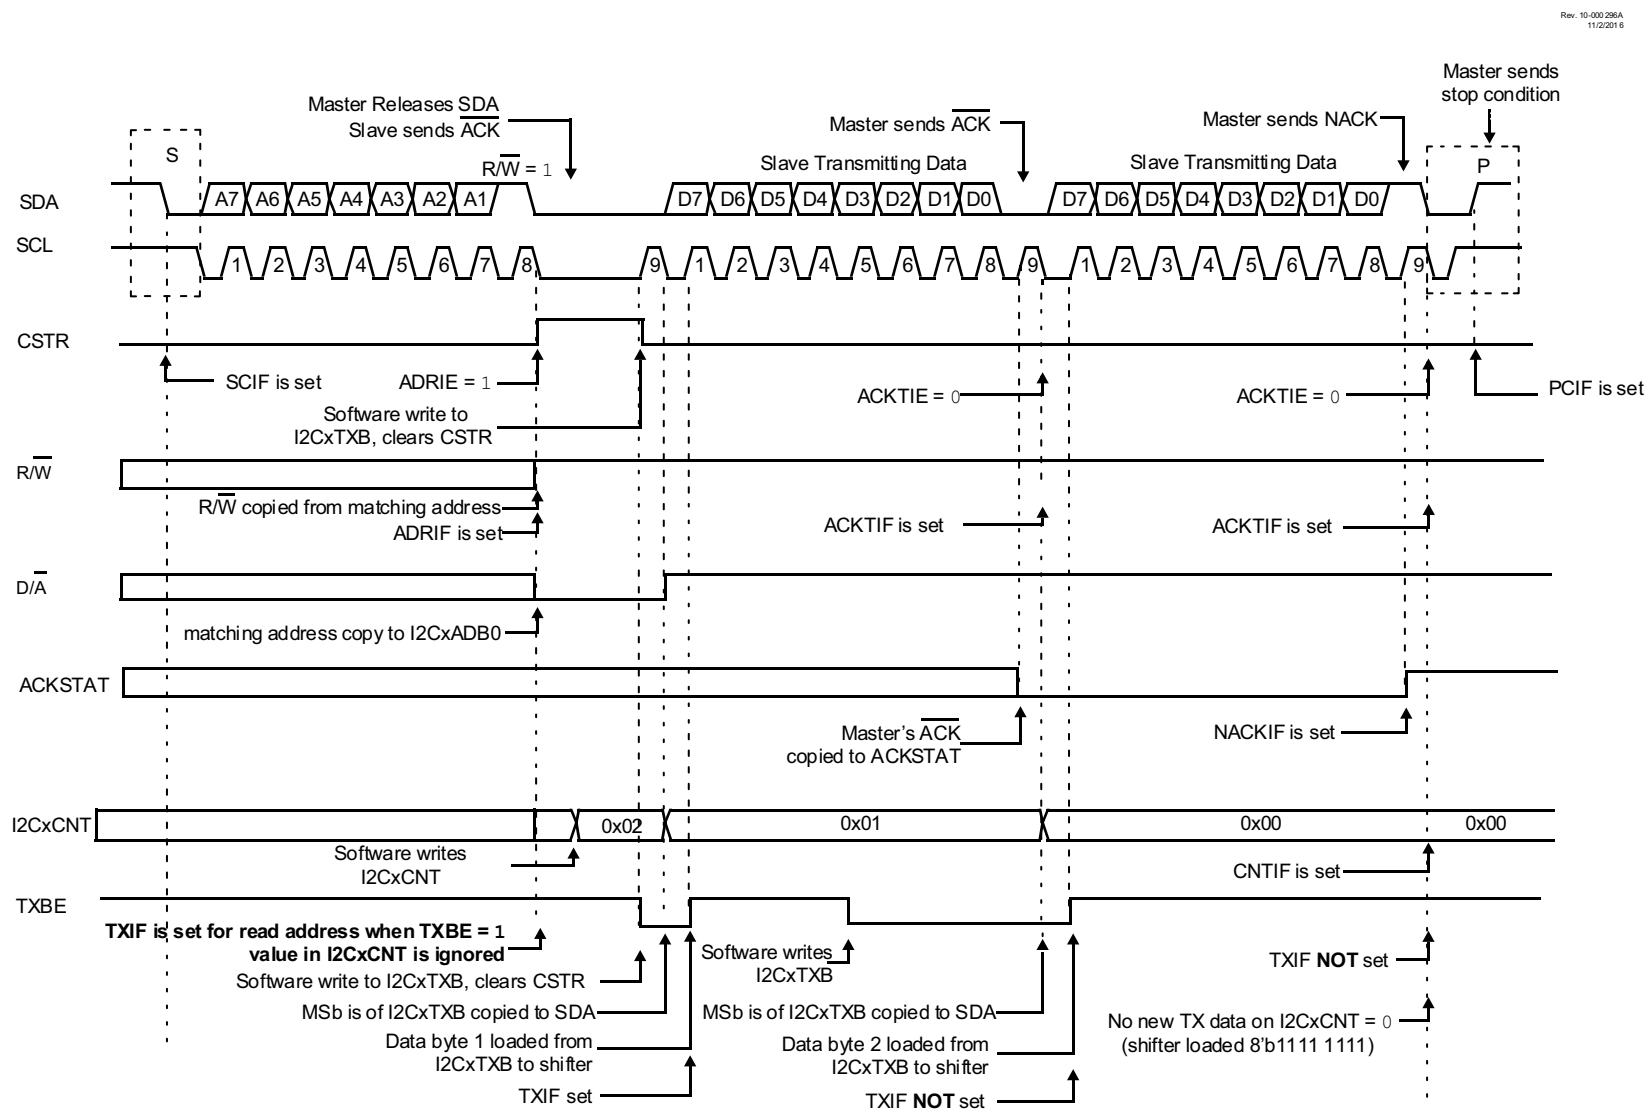 Rev. 10-000296A
11/2/2016
Master sends
stop condition
Master Releases SDA
Slave sends ACK
R/W = 1
Master sends ACK
Slave Transmitting Data
Master sends NACK
Slave Transmitting Data
S
P
SDA
A7 A6 A5 A4 A3 A2 A1
D7 D6 D5 D4 D3 D2 D1 D0
D7 D6 D5 D4 D3 D2 D1 D0
SCL
1 2 3 4 5 6 7 8 9 1 2 3 4 5 6 7 8 9 1 2 3 4 5 6 7 8 9
CSTR
SCIF is set
ADRIE = 1
Software write to
I2CxTXB, clears CSTR
ACKTIE = 0
ACKTIE = 0
PCIF is set
R/W
R/W copied from matching address
ADRIF is set
ACKTIF is set
ACKTIF is set
D/A
matching address copy to I2CxADB0
ACKSTAT
Master's ACK
copied to ACKSTAT
NACKIF is set
I2CxCNT
0x02
0x01
0x00
0x00
Software writes
I2CxCNT
CNTIF is set
TXBE
TXIF is set for read address when TXBE = 1
value in I2CxCNT is ignored
Software write to I2CxTXB, clears CSTR
MSb is of I2CxTXB copied to SDA
Data byte 1 loaded from
I2CxTXB to shifter
TXIF set
Software writes
I2CxTXB
MSb is of I2CxTXB copied to SDA
Data byte 2 loaded from
I2CxTXB to shifter
TXIF NOT set
TXIF NOT set
No new TX data on I2CxCNT = 0
(shifter loaded 8'b1111 1111)